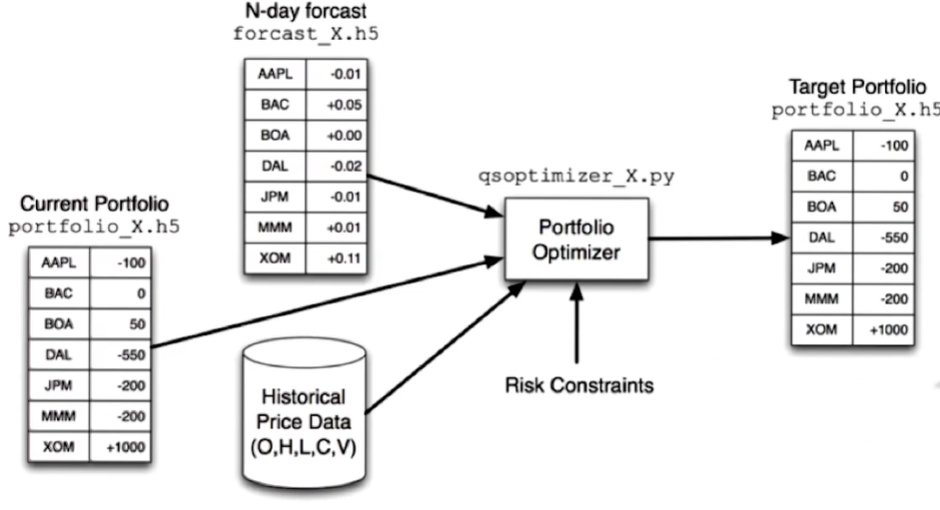 N-day forcast
forcast_X.h5
AAPL -0.01
BAC +0.05
BOA +0.00
DAL -0.02
JPM -0.01
MMM +0.01
XOM +0.11
Current Portfolio
portfolio_X.h5
AAPL -100
BAC 0
BOA 50
DAL -550
JPM -200
MMM -200
XOM +1000
Historical
Price Data
(O,H,L,C,V)
qsoptimizer_X.py
Portfolio
Optimizer
Risk Constraints
Target Portfolio
portfolio_X.h5
AAPL -100
BAC 0
BOA 50
DAL -550
JPM -200
MMM -200
XOM +1000